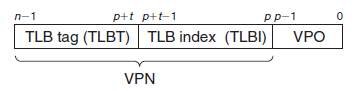 n−1 p+t p+t−1 p p−1 0
TLB tag (TLBT) TLB index (TLBI) VPO
VPN